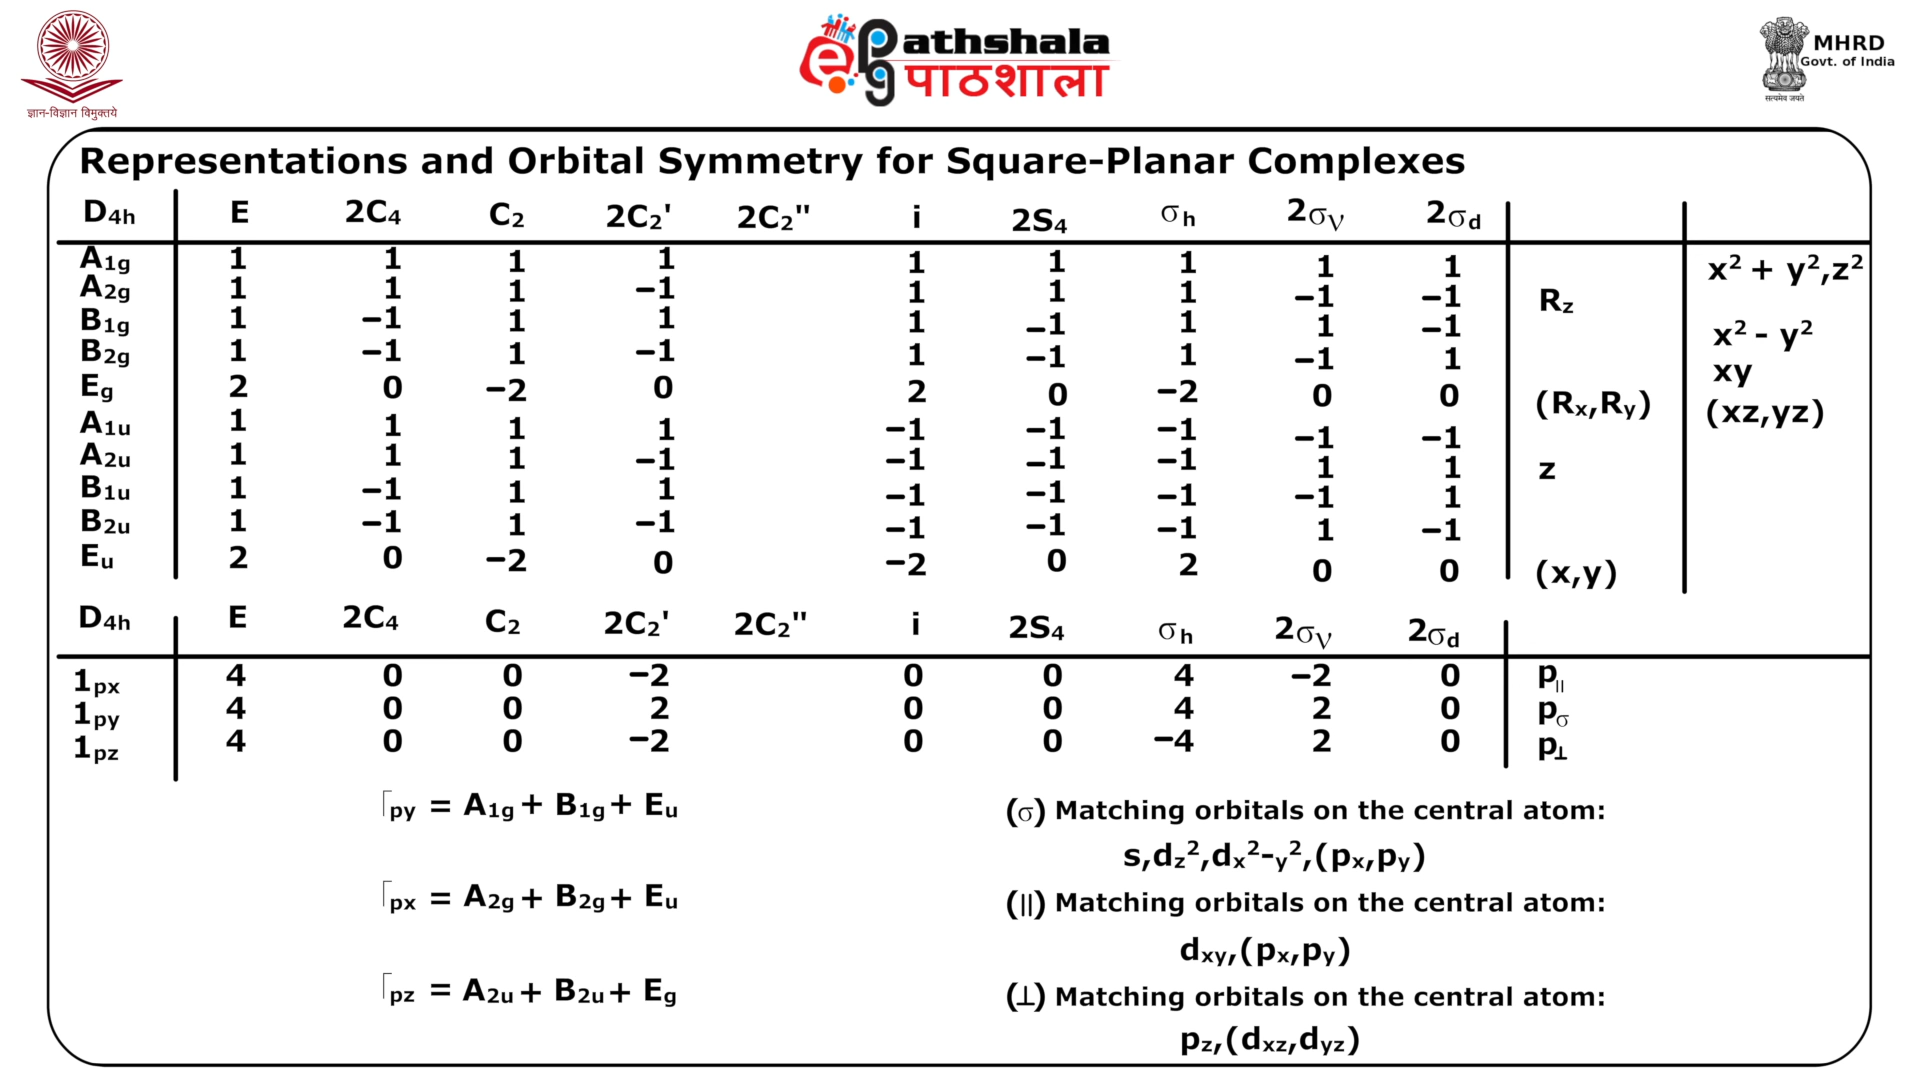 ज्ञान-विज्ञान विमुक्तये
e PG athshala
पाठशाला
MHRD
Govt. of India
सत्यमेव जयते
Representations and Orbital Symmetry for Square-Planar Complexes
D4h E 2C4 C2 2C2' 2C2" i 2S4 σh 2σv 2σd
A1g 1 1 1 1 1 1 1 1 1 x² + y²,z²
A2g 1 1 1 −1 1 1 1 −1 −1 Rz
B1g 1 −1 1 1 1 −1 1 1 −1 x² - y²
B2g 1 −1 1 −1 1 −1 1 −1 1 xy
Eg 2 0 −2 0 2 0 −2 0 0 (Rx,Ry) (xz,yz)
A1u 1 1 1 1 −1 −1 −1 −1 −1
A2u 1 1 1 −1 −1 −1 −1 1 1 z
B1u 1 −1 1 1 −1 −1 −1 −1 1
B2u 1 −1 1 −1 −1 −1 −1 1 −1
Eu 2 0 −2 0 −2 0 2 0 0 (x,y)
D4h E 2C4 C2 2C2' 2C2" i 2S4 σh 2σv 2σd
1px 4 0 0 −2 0 0 4 −2 0 p||
1py 4 0 0 2 0 0 4 2 0 pσ
1pz 4 0 0 −2 0 0 −4 2 0 p⊥
Γpy = A1g + B1g + Eu (σ) Matching orbitals on the central atom:
s,dz²,dx²-y²,(px,py)
Γpx = A2g + B2g + Eu (||) Matching orbitals on the central atom:
dxy,(px,py)
Γpz = A2u + B2u + Eg (⊥) Matching orbitals on the central atom:
pz,(dxz,dyz)